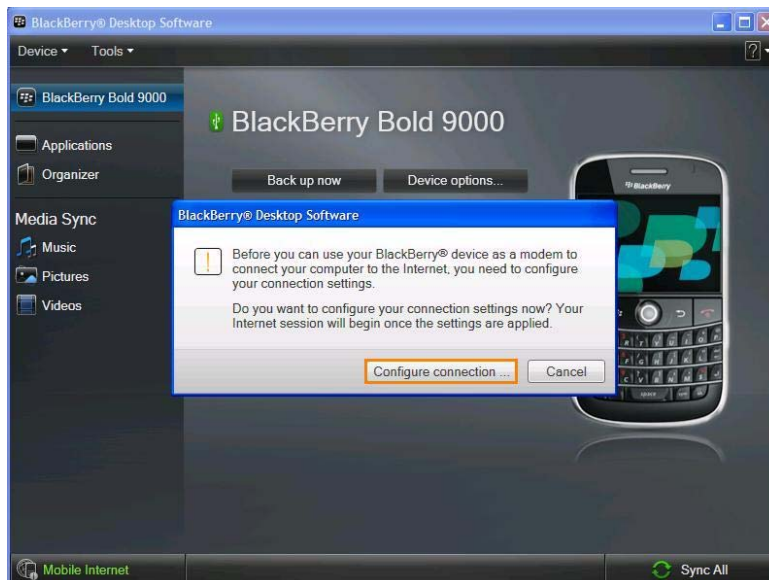 BlackBerry® Desktop Software
Device Tools
?
BlackBerry Bold 9000
Applications
Organizer
Media Sync
Music
Pictures
Videos
BlackBerry Bold 9000
Back up now Device options...
BlackBerry
BlackBerry® Desktop Software
Before you can use your BlackBerry® device as a modem to
connect your computer to the Internet, you need to configure
your connection settings.
Do you want to configure your connection settings now? Your
Internet session will begin once the settings are applied.
Configure connection ... Cancel
Mobile Internet Sync All